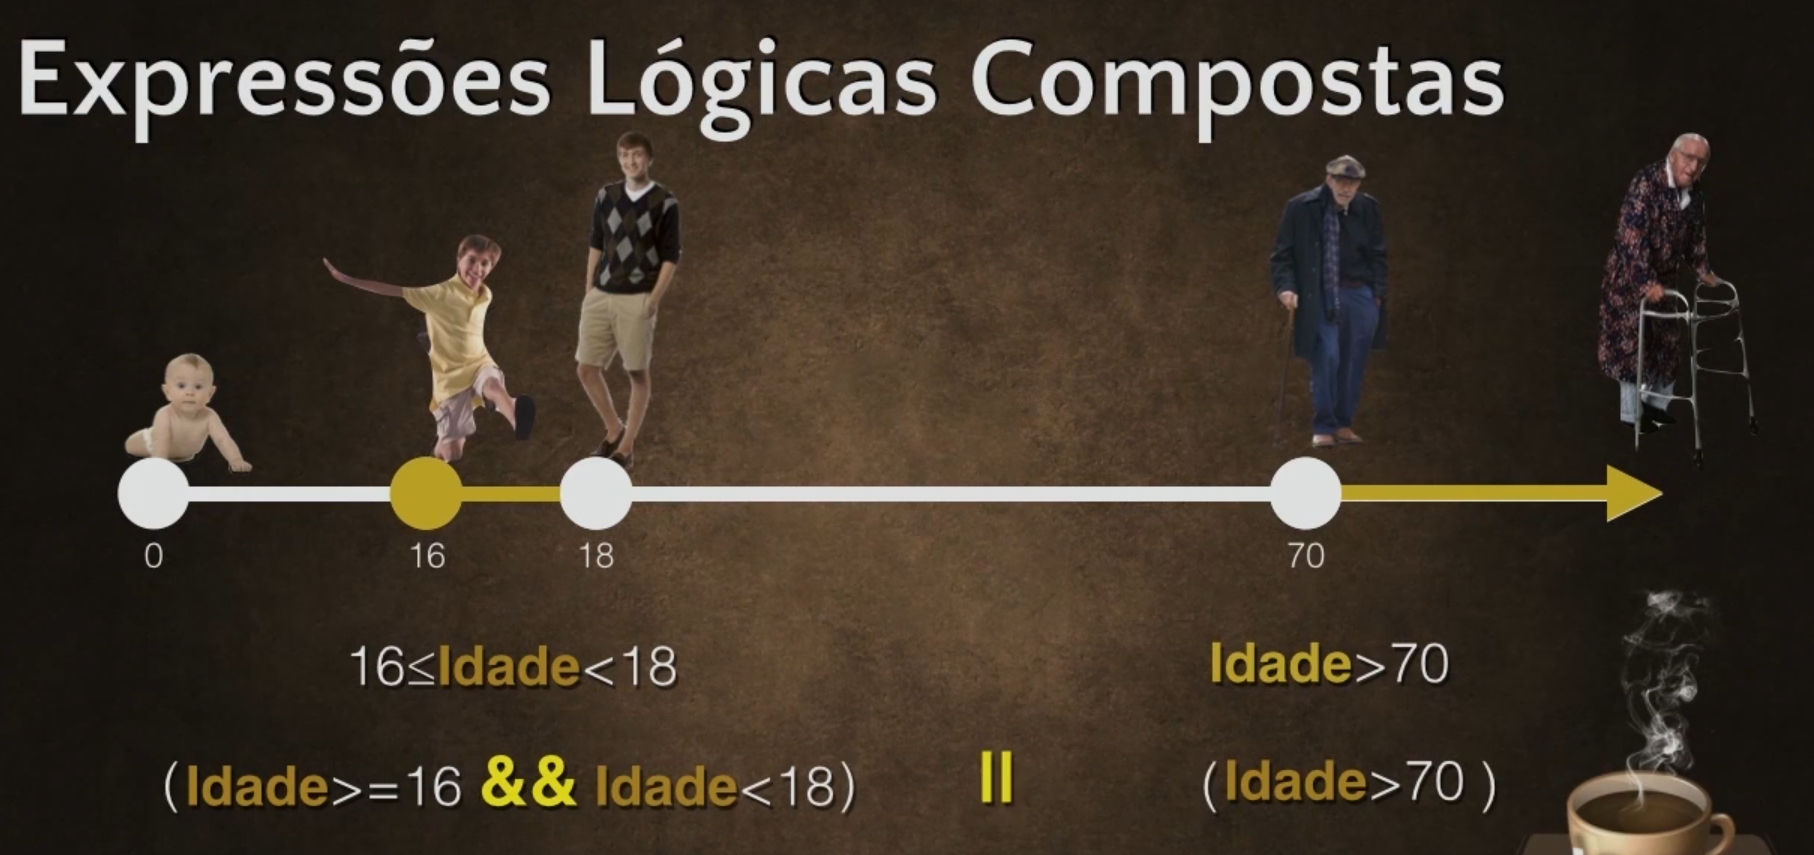 Expressões Lógicas Compostas
0 16 18 70
16≤Idade<18 Idade>70
(Idade>=16 && Idade<18) || (Idade>70 )